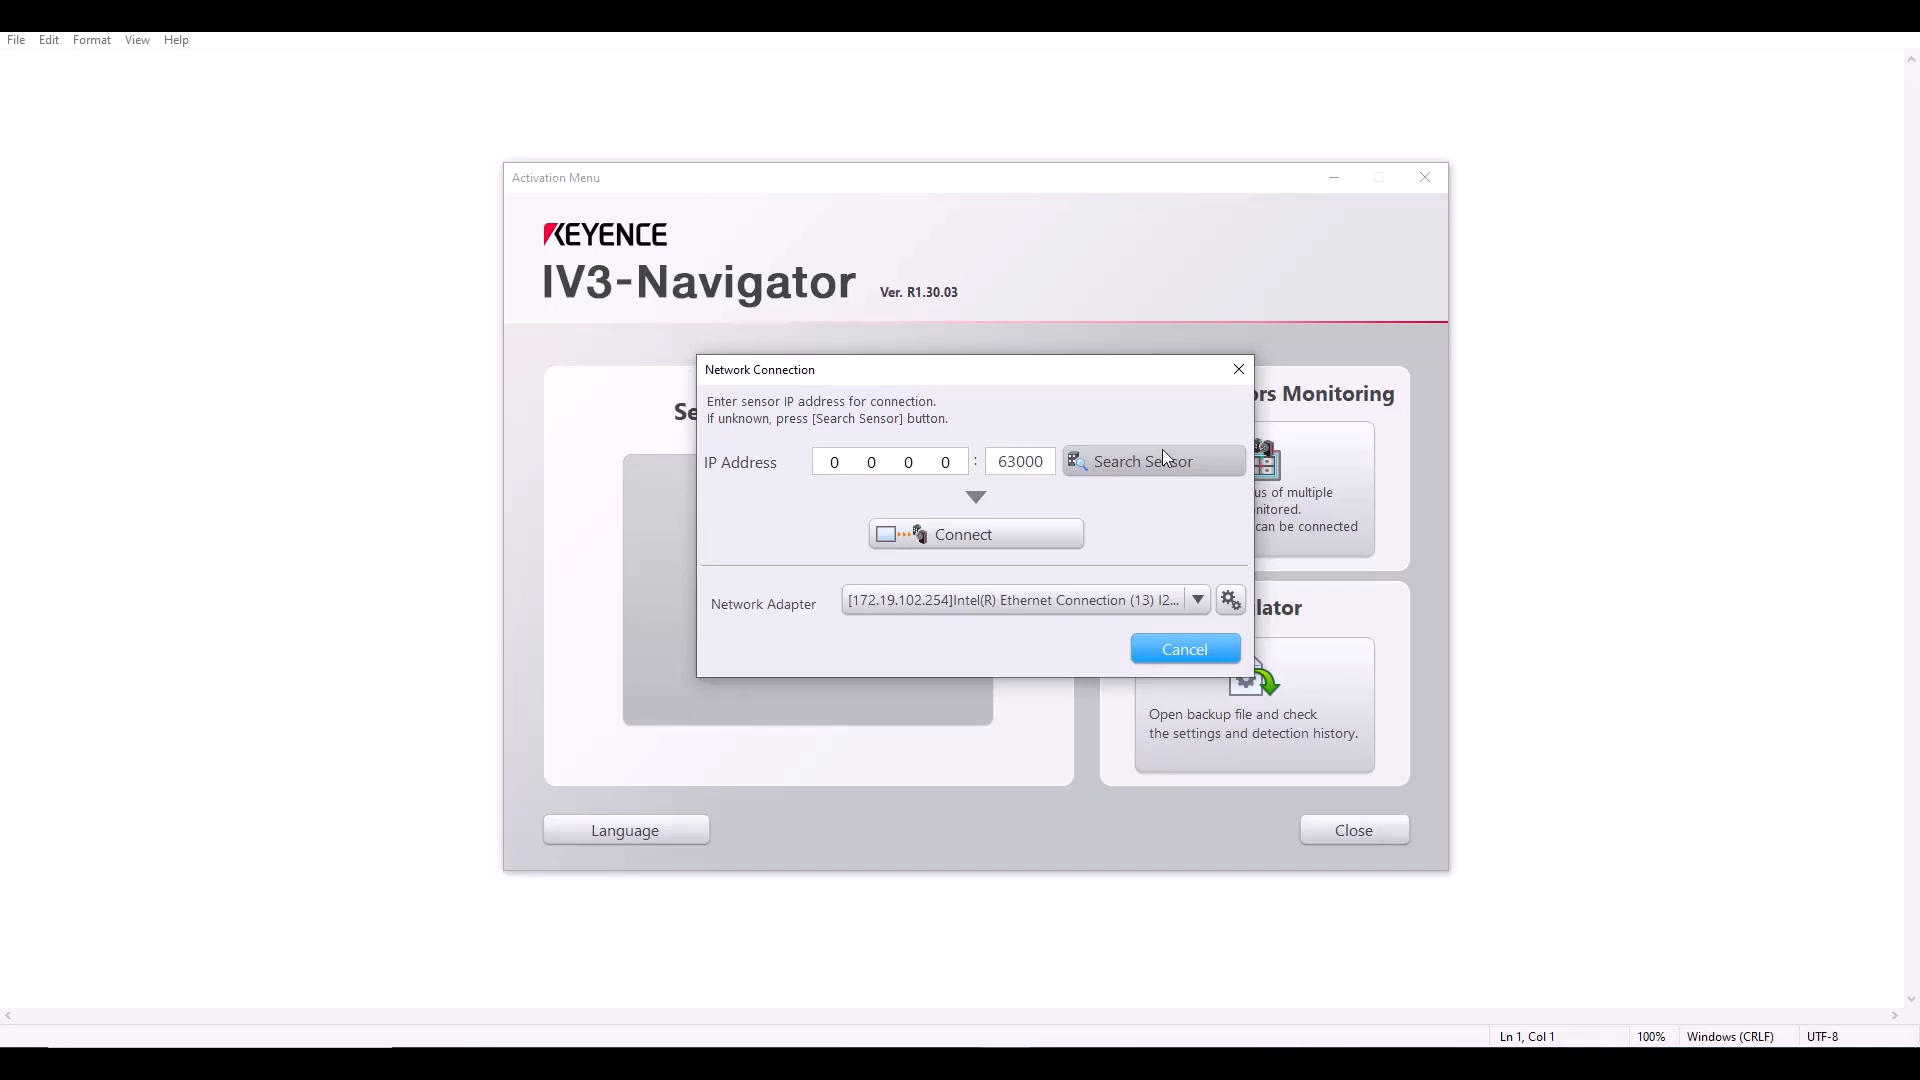 File Edit Format View Help
Activation Menu
KEYENCE
IV3-Navigator Ver. R1.30.03
Se
rs Monitoring
us of multiple
nitored.
can be connected
Network Connection
Enter sensor IP address for connection.
If unknown, press [Search Sensor] button.
IP Address 0 0 0 0 : 63000 Search Sensor
Connect
Network Adapter [172.19.102.254]Intel(R) Ethernet Connection (13) I2...
Cancel
lator
Open backup file and check
the settings and detection history.
Language Close
Ln 1, Col 1 100% Windows (CRLF) UTF-8